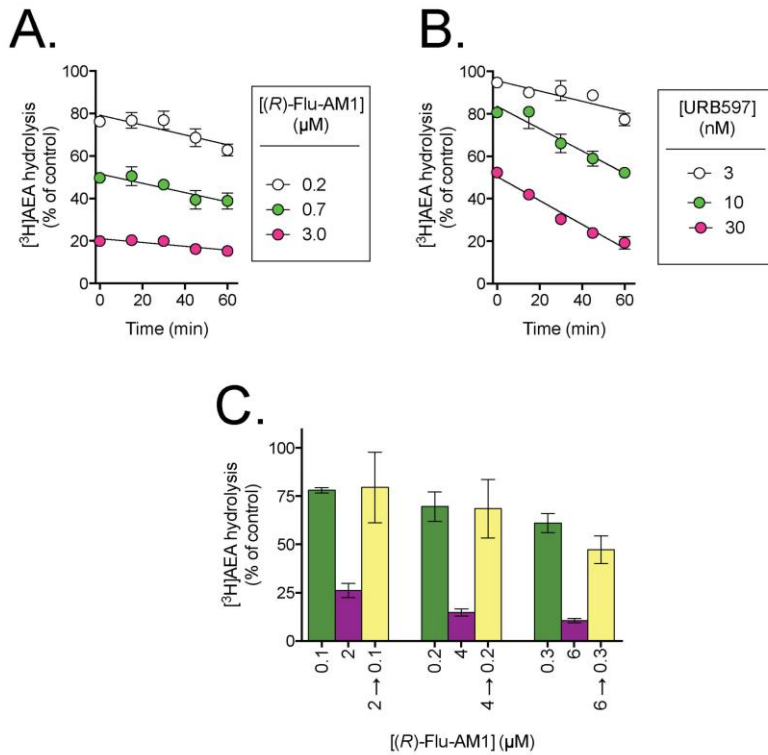 A.
[³H]AEA hydrolysis
(% of control)
100
80
60
40
20
0
0 20 40 60
Time (min)
[(R)-Flu-AM1]
(µM)
0.2
0.7
3.0
B.
[³H]AEA hydrolysis
(% of control)
100
80
60
40
20
0
0 20 40 60
Time (min)
[URB597]
(nM)
3
10
30
C.
[³H]AEA hydrolysis
(% of control)
100
75
50
25
0
0.1
2
2 → 0.1
0.2
4
4 → 0.2
0.3
6
6 → 0.3
[(R)-Flu-AM1] (µM)